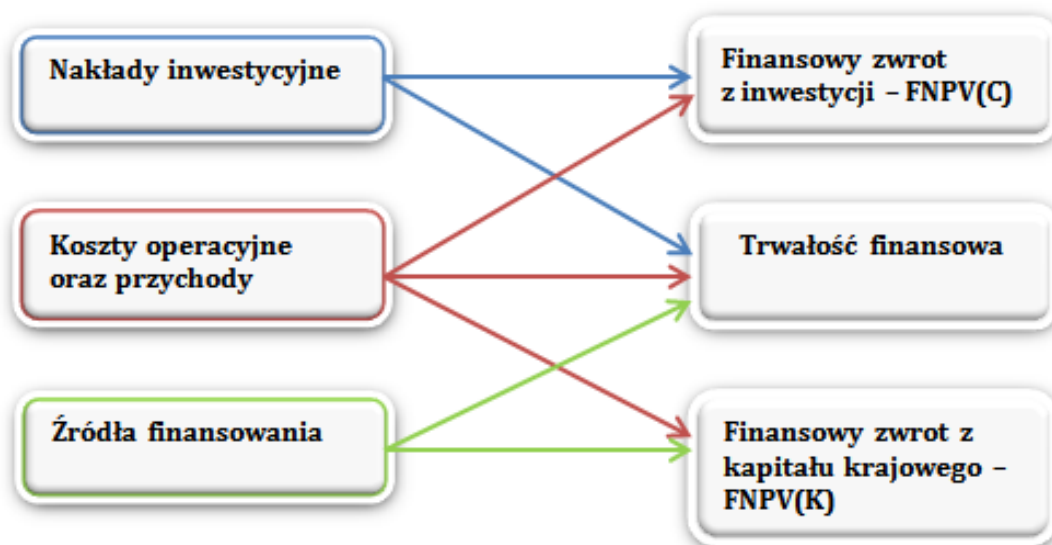 Nakłady inwestycyjne
Finansowy zwrot
z inwestycji – FNPV(C)
Koszty operacyjne
oraz przychody
Trwałość finansowa
Źródła finansowania
Finansowy zwrot z
kapitału krajowego –
FNPV(K)